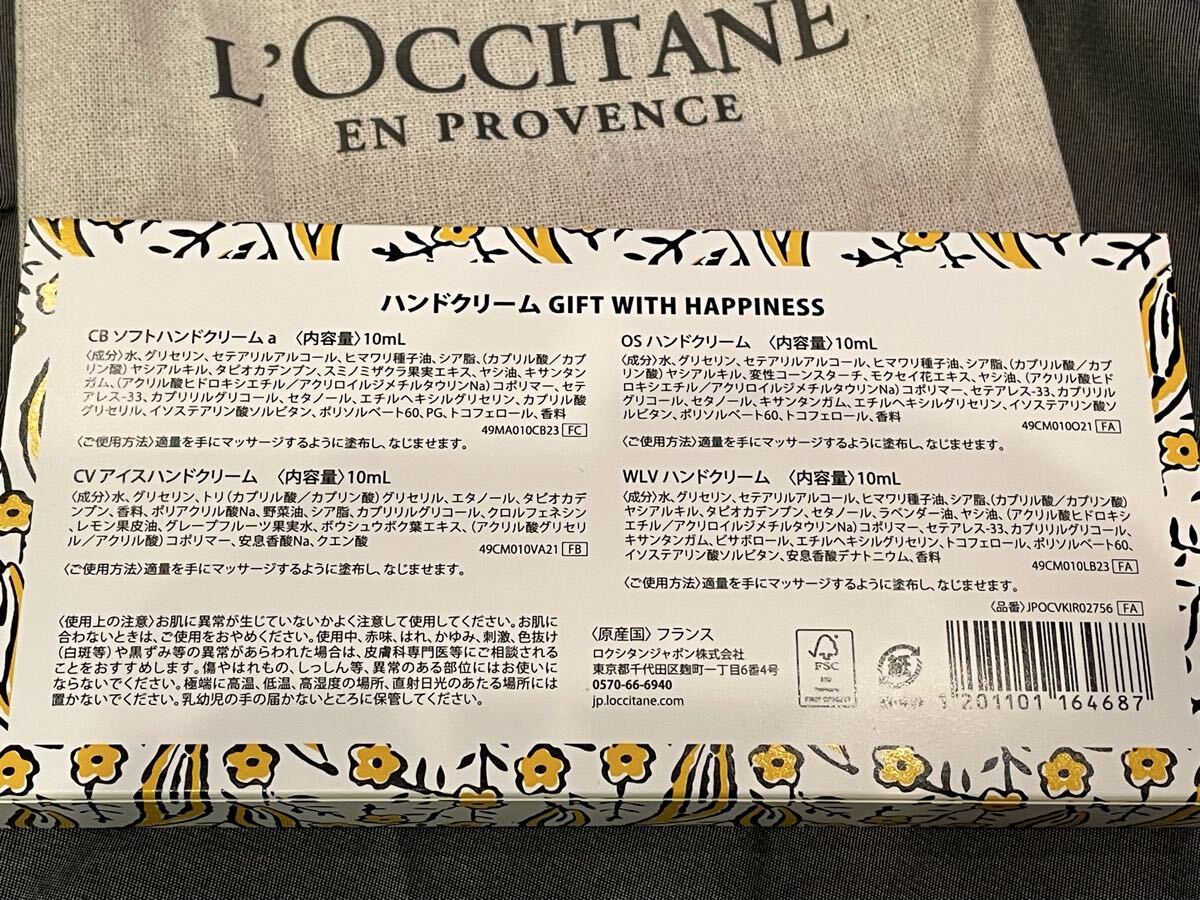 L'OCCITANE
EN PROVENCE
ハンドクリーム GIFT WITH HAPPINESS
CB ソフトハンドクリーム a 〈内容量〉10mL
〈成分〉水、グリセリン、セテアリルアルコール、ヒマワリ種子油、シア脂、(カプリル酸/カプ
リン酸) ヤシアルキル、タピオカデンプン、スミノミザクラ果実エキス、ヤシ油、キサンタン
ガム、(アクリル酸ヒドロキシエチル/アクリロイルジメチルタウリンNa) コポリマー、セテ
アレス-33、カプリリルグリコール、セタノール、エチルヘキシルグリセリン、カプリル酸
グリセリル、イソステアリン酸ソルビタン、ポリソルベート60、PG、トコフェロール、香料
49MA010CB23 FC
〈ご使用方法〉適量を手にマッサージするように塗布し、なじませます。
CV アイスハンドクリーム 〈内容量〉10mL
〈成分〉水、グリセリン、トリ(カプリル酸/カプリン酸) グリセリル、エタノール、タピオカデ
ンプン、香料、ポリアクリル酸Na、野菜油、シア脂、カプリリルグリコール、クロルフェネシン
、レモン果皮油、グレープフルーツ果実水、ボウシュウボク葉エキス、(アクリル酸グリセリ
ル/アクリル酸) コポリマー、安息香酸Na、クエン酸
49CM010VA21 FB
〈ご使用方法〉適量を手にマッサージするように塗布し、なじませます。
OS ハンドクリーム 〈内容量〉10mL
〈成分〉水、グリセリン、セテアリルアルコール、ヒマワリ種子油、シア脂、(カプリル酸/カプ
リン酸) ヤシアルキル、変性コーンスターチ、モクセイ花エキス、ヤシ油、(アクリル酸ヒド
ロキシエチル/アクリロイルジメチルタウリンNa) コポリマー、セテアレス-33、カプリリル
グリコール、セタノール、キサンタンガム、エチルヘキシルグリセリン、イソステアリン酸ソ
ルビタン、ポリソルベート60、トコフェロール、香料
49CM010O21 FA
〈ご使用方法〉適量を手にマッサージするように塗布し、なじませます。
WLV ハンドクリーム 〈内容量〉10mL
〈成分〉水、グリセリン、セテアリルアルコール、ヒマワリ種子油、シア脂、(カプリル酸/カプリン酸)
ヤシアルキル、タピオカデンプン、セタノール、ラベンダー油、ヤシ油、(アクリル酸ヒドロキシ
エチル/アクリロイルジメチルタウリンNa) コポリマー、セテアレス-33、カプリリルグリコール、
キサンタンガム、ビサボロール、エチルヘキシルグリセリン、トコフェロール、ポリソルベート60、
イソステアリン酸ソルビタン、安息香酸デナトニウム、香料
49CM010LB23 FA
〈ご使用方法〉適量を手にマッサージするように塗布し、なじませます。
〈品番〉JPOCVKIR02756 FA
〈使用上の注意〉お肌に異常が生じていないかよく注意して使用してください。お肌に
合わないときは、ご使用をおやめください。使用中、赤味、はれ、かゆみ、刺激、色抜け
(白斑等)や黒ずみ等の異常があらわれた場合は、皮膚科専門医等にご相談される
ことをおすすめします。傷やはれもの、しっしん等、異常のある部位にはお使いに
ならないでください。極端に高温、低温、高湿度の場所、直射日光のあたる場所には
置かないでください。乳幼児の手の届かないところに保管してください。
〈原産国〉フランス
ロクシタンジャポン株式会社
東京都千代田区麹町一丁目6番4号
0570-66-6940
jp.loccitane.com
FSC
紙
1 201101 164687